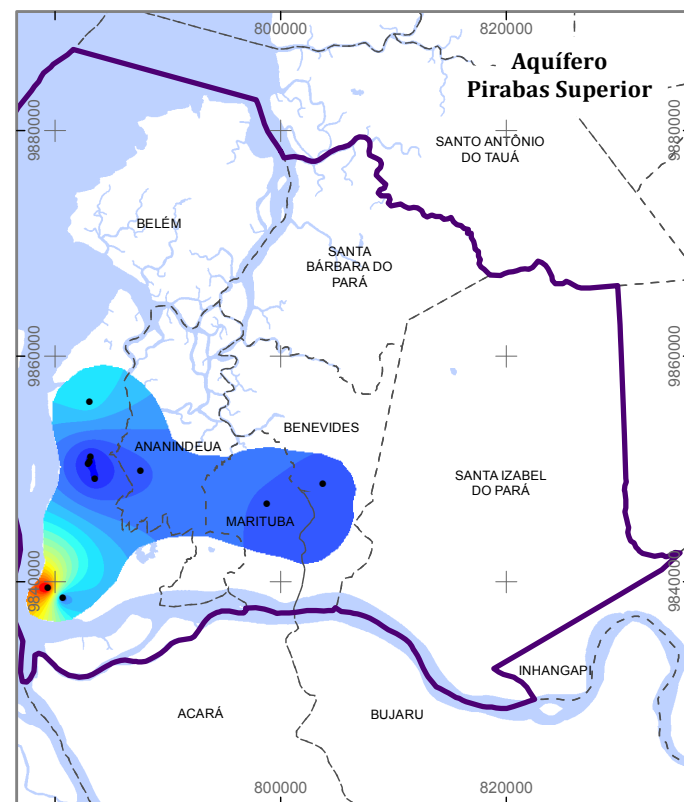 800000
820000
Aquífero
Pirabas Superior
9880000
9880000
SANTO ANTÔNIO
DO TAUÁ
BELÉM
SANTA
BÁRBARA DO
PARÁ
9860000
9860000
BENEVIDES
ANANINDEUA
SANTA IZABEL
DO PARÁ
MARITUBA
9840000
9840000
INHANGAPI
ACARÁ
BUJARU
800000
820000